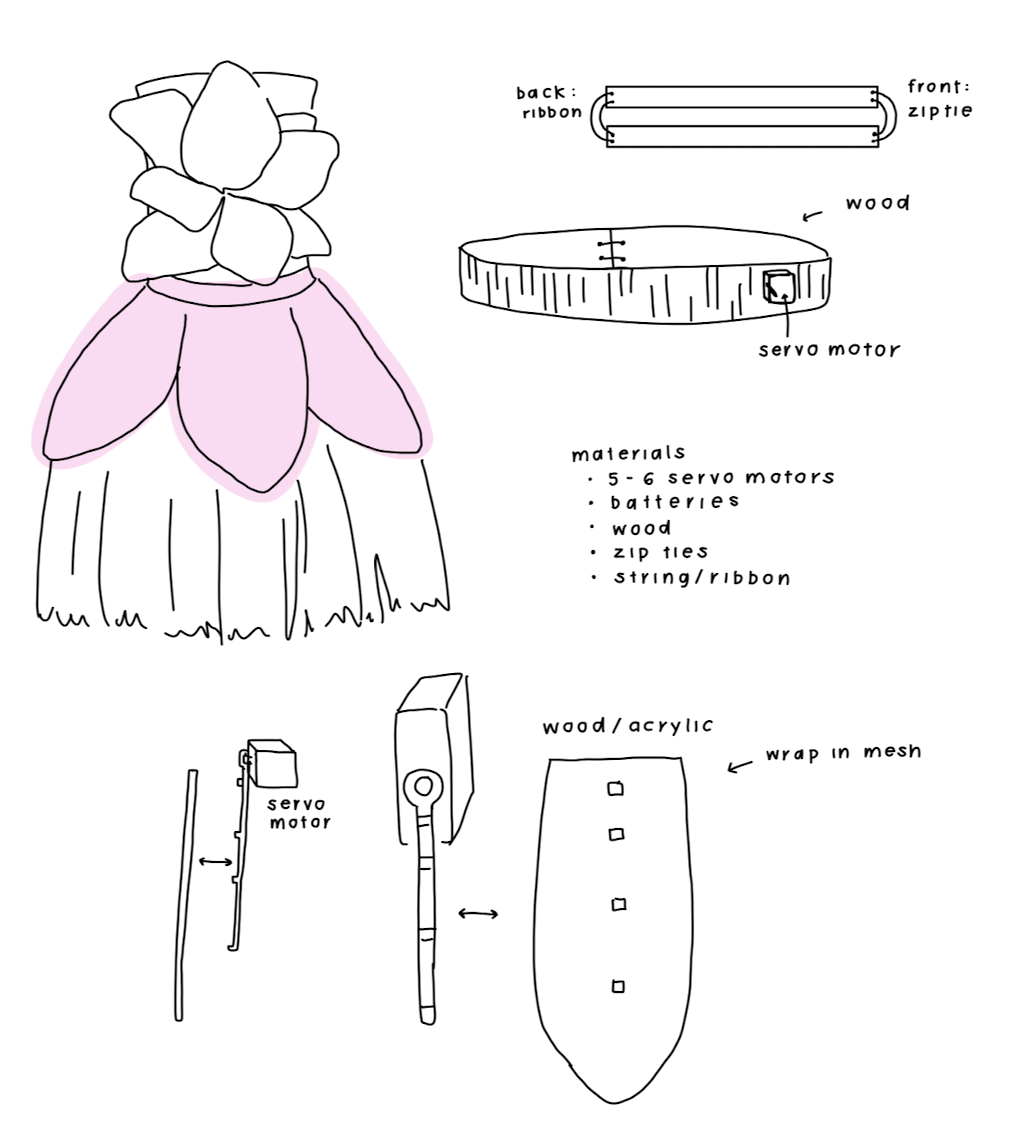 back:
ribbon
front:
ziptie
wood
servo motor
materials
· 5-6 servo motors
· batteries
· wood
· zip ties
· string/ribbon
servo
motor
wood/acrylic
wrap in mesh